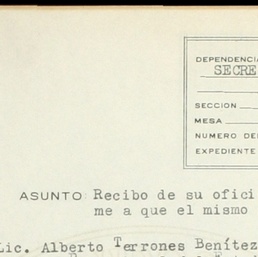 DEPENDENCIA
SECRE
SECCION
MESA
NUMERO DEL
EXPEDIENTE
ASUNTO Recibo de su ofici
me a que el mismo
Lic. Alberto Terrones Benítez